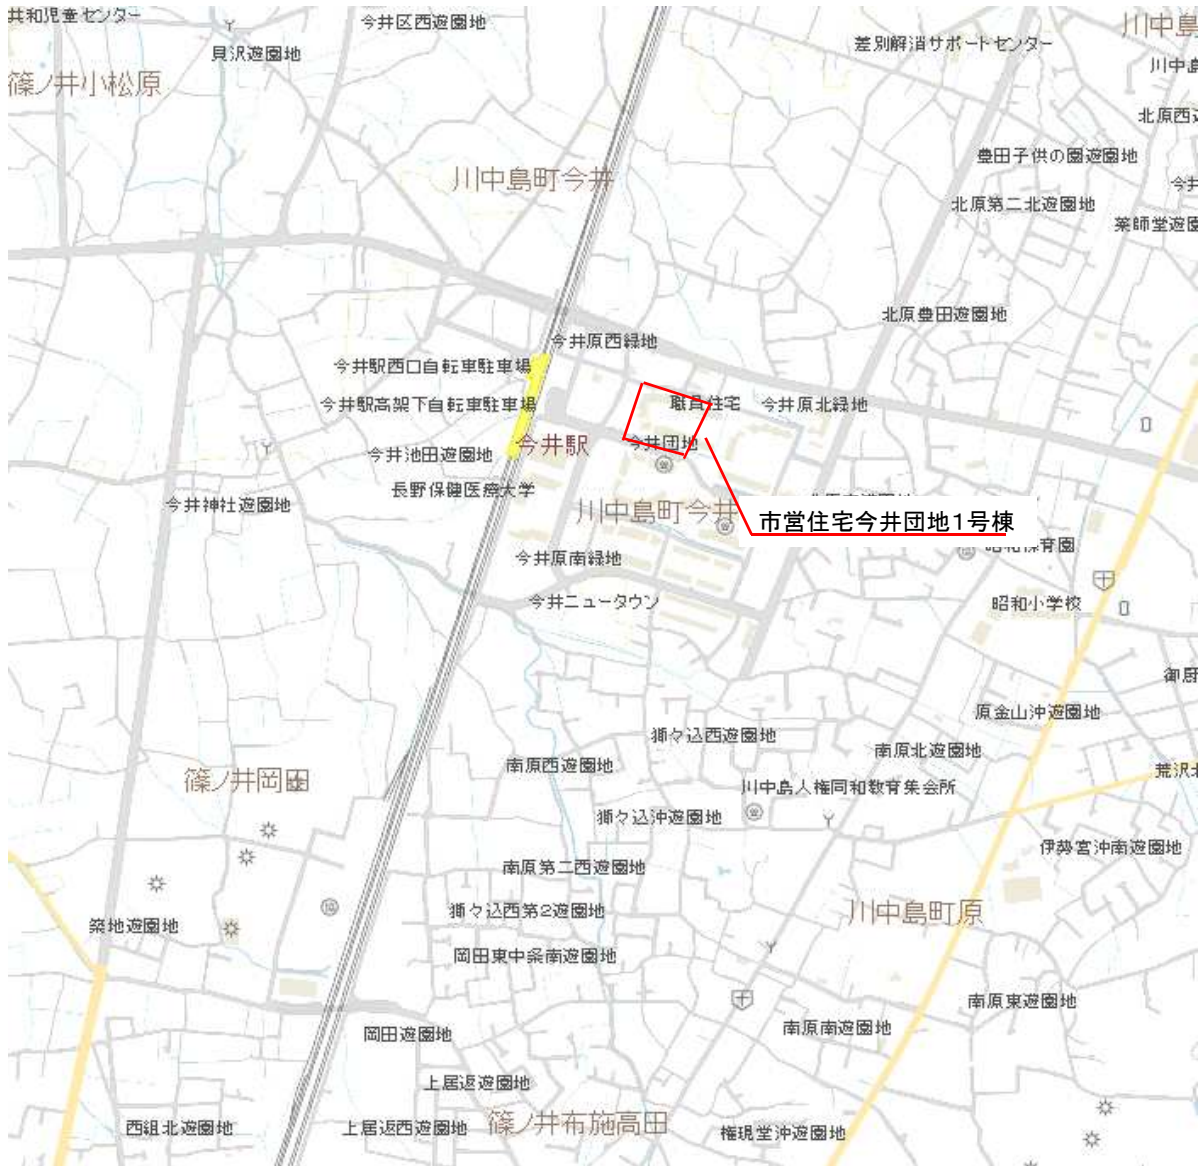 共和児童センター
今井区西遊園地
川中島
差別解消サポートセンター
見沢遊園地
篠ノ井小松原
北原西
豊田子供の園遊園地
川中島町今井
北原第二北遊園地
薬師堂遊園
北原豊田遊園地
今井原西緑地
今井駅西口自転車駐車場
今井駅高架下自転車駐車場
職員住宅
今井原北緑地
今井駅
今井団地
今井池田遊園地
長野保健医療大学
今井神社遊園地
川中島町今井
市営住宅今井団地1号棟
昭和保育園
今井原南緑地
今井ニュータウン
昭和小学校
原金山沖遊園地
獅々込西遊園地
南原北遊園地
南原西遊園地
荒沢北
篠ノ井岡田
川中島人権同和教育集会所
獅々込沖遊園地
伊勢宮沖南遊園地
南原第二西遊園地
獅々込西第2遊園地
川中島町原
築地遊園地
岡田東中条南遊園地
南原東遊園地
岡田遊園地
南原南遊園地
上居返遊園地
西組北遊園地
上居返西遊園地
篠ノ井布施高田
権現堂沖遊園地